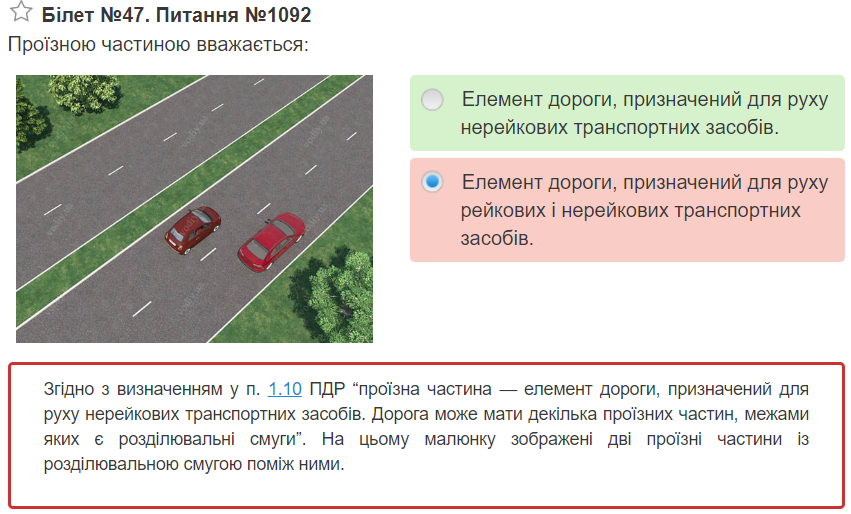 Білет №47. Питання №1092
Проїзною частиною вважається:
Елемент дороги, призначений для руху
нерейкових транспортних засобів.
Елемент дороги, призначений для руху
рейкових і нерейкових транспортних
засобів.
Згідно з визначенням у п. 1.10 ПДР “проїзна частина — елемент дороги, призначений для
руху нерейкових транспортних засобів. Дорога може мати декілька проїзних частин, межами
яких є розділювальні смуги”. На цьому малюнку зображені дві проїзні частини із
розділювальною смугою поміж ними.